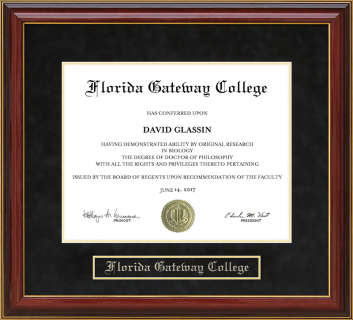 Florida Gateway College
HAS CONFERRED UPON
DAVID GLASSIN
HAVING DEMONSTRATED ABILITY BY ORIGINAL RESEARCH
IN BIOLOGY
THE DEGREE OF DOCTOR OF PHILOSOPHY
WITH ALL THE RIGHTS AND PRIVILEGES THERETO PERTAINING
ISSUED BY THE BOARD OF REGENTS UPON RECOMMENDATION OF THE FACULTY
JUNE 14, 2017
PROVOST
PRESIDENT
Florida Gateway College